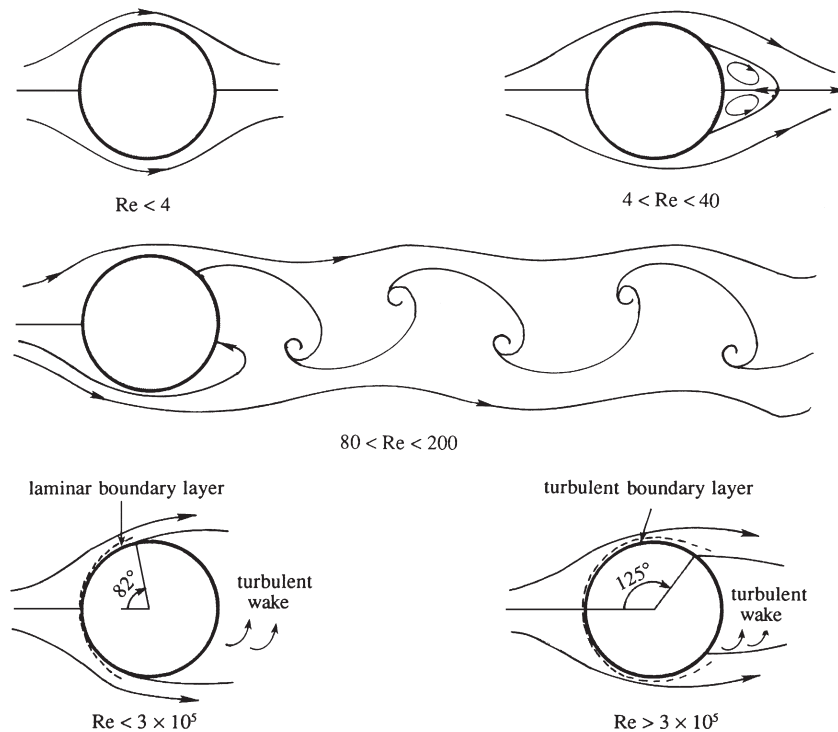 Re < 4
4 < Re < 40
80 < Re < 200
laminar boundary layer
82°
turbulent
wake
Re < 3 × 10⁵
turbulent boundary layer
125°
turbulent
wake
Re > 3 × 10⁵